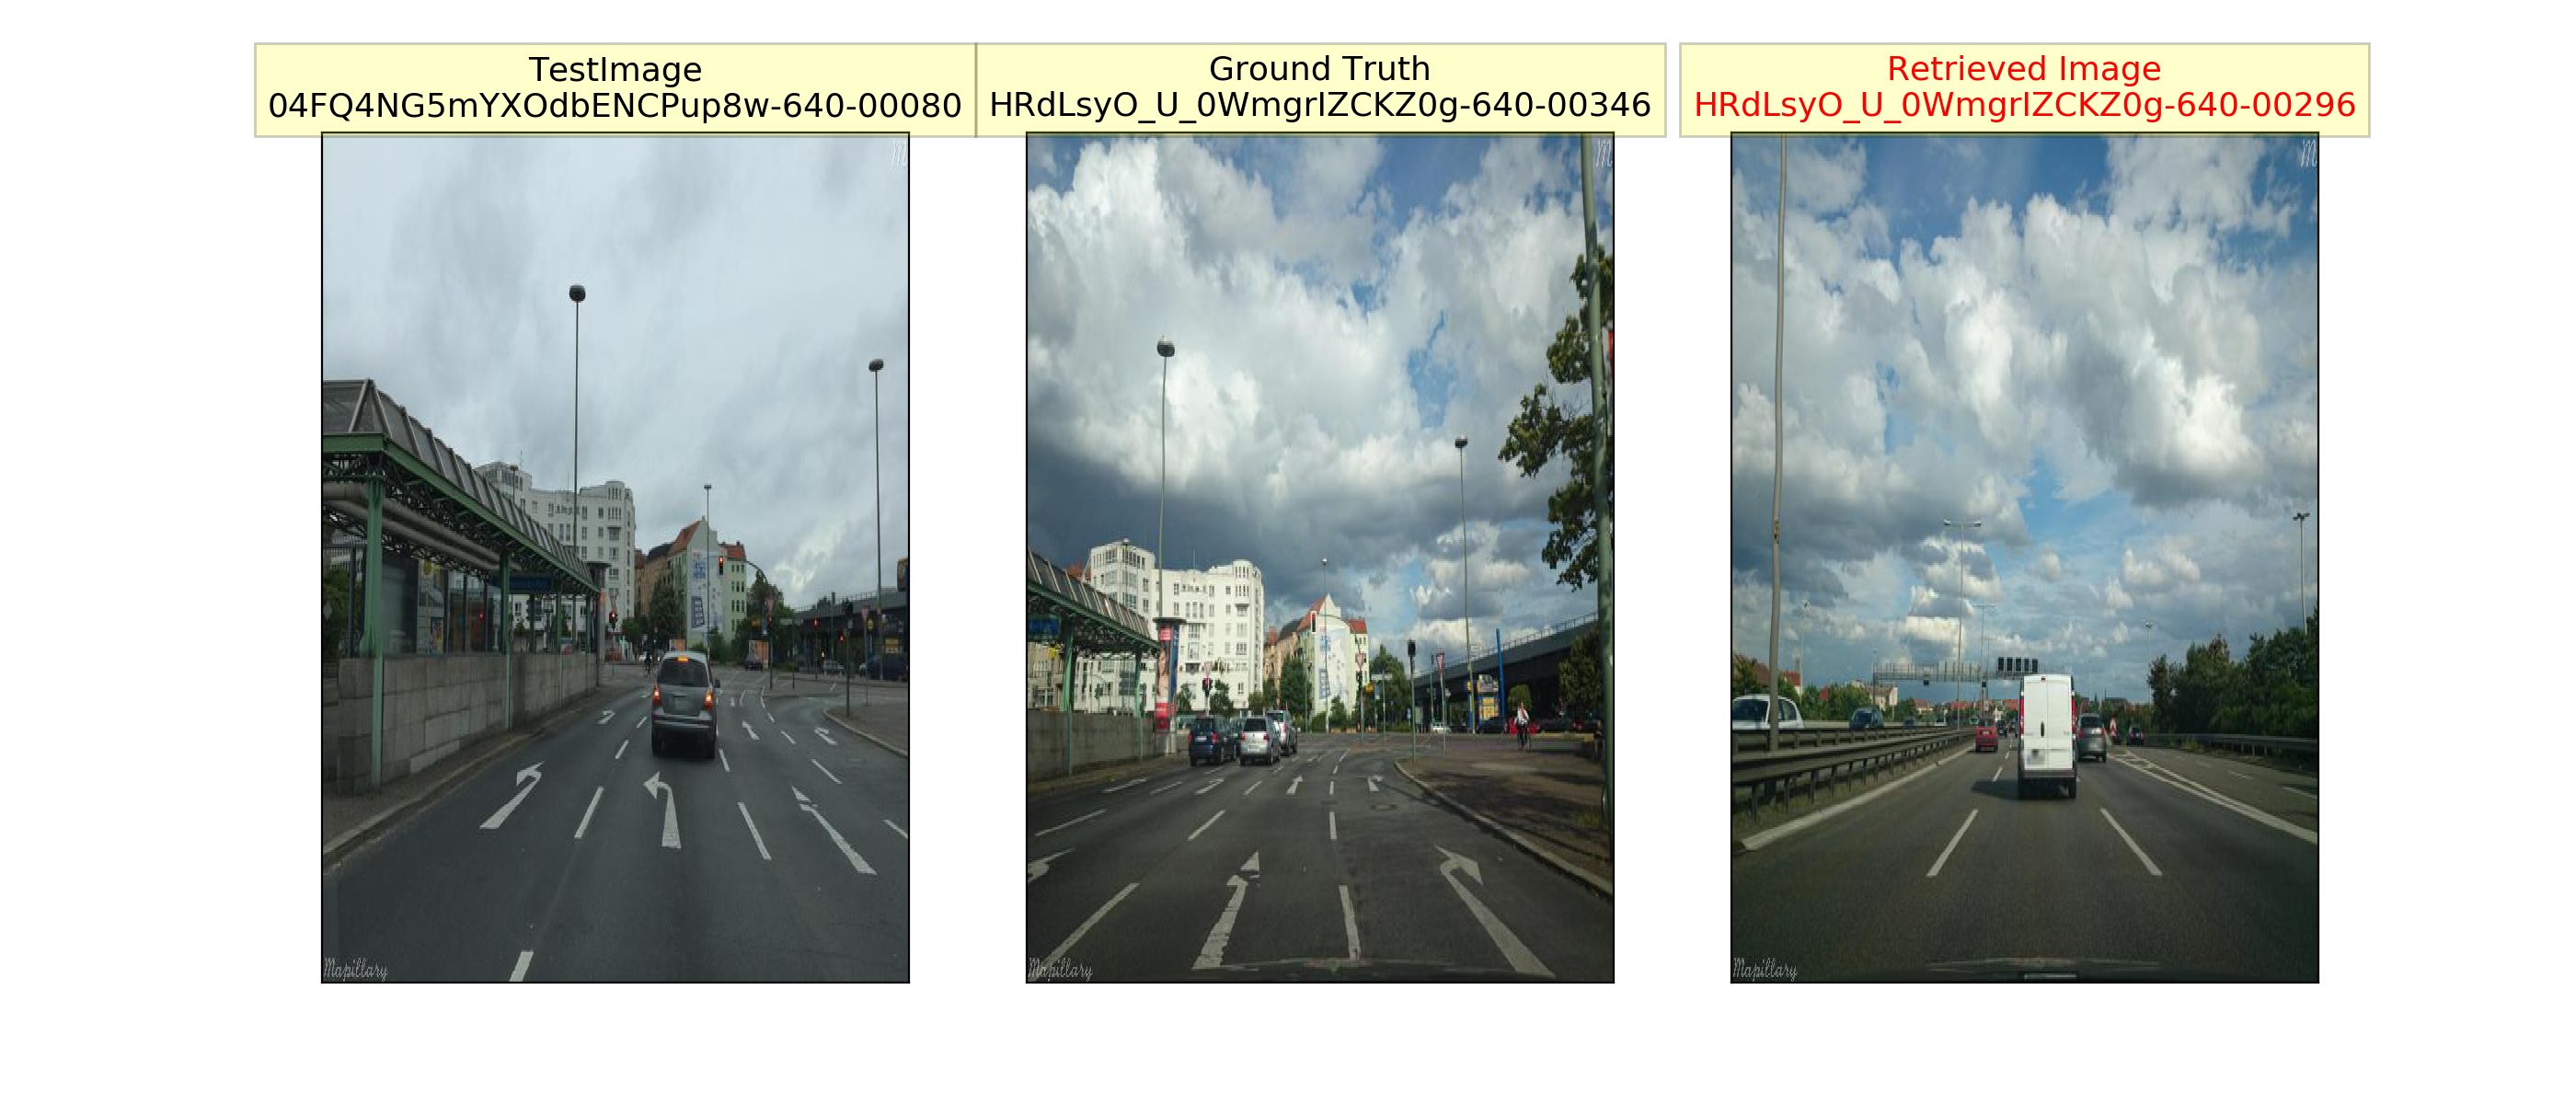 TestImage
04FQ4NG5mYXOdbENCPup8w-640-00080
Ground Truth
HRdLsyO_U_0WmgrIZCKZ0g-640-00346
Retrieved Image
HRdLsyO_U_0WmgrIZCKZ0g-640-00296
M
M
M
Mapillary
Mapillary
Mapillary